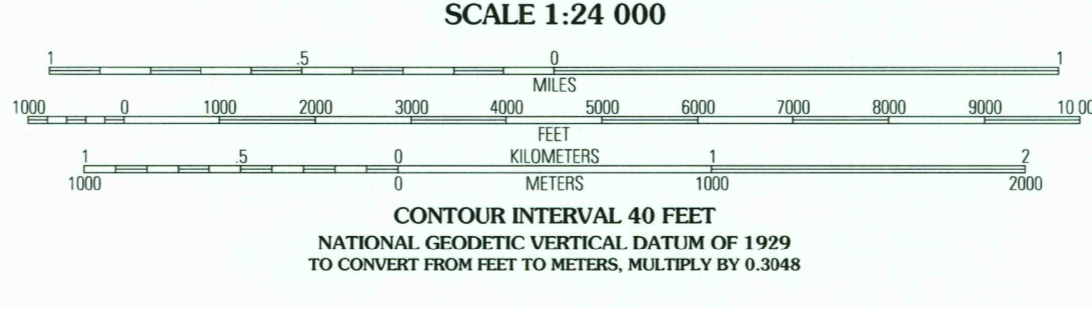 SCALE 1:24 000
1 .5 0 1
MILES
1000 0 1000 2000 3000 4000 5000 6000 7000 8000 9000 10 00
FEET
1 .5 0 KILOMETERS 1 2
1000 0 METERS 1000 2000
CONTOUR INTERVAL 40 FEET
NATIONAL GEODETIC VERTICAL DATUM OF 1929
TO CONVERT FROM FEET TO METERS, MULTIPLY BY 0.3048